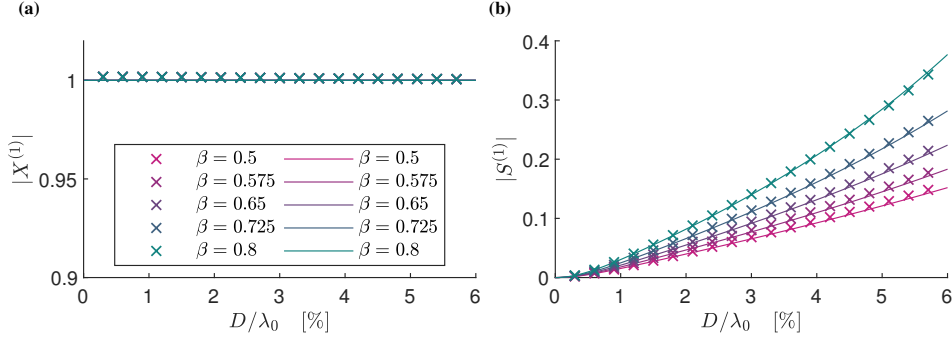 (a)
|X^{(1)}|
1
0.95
0.9
0 1 2 3 4 5 6
D/λ₀ [%]
β = 0.5 β = 0.5
β = 0.575 β = 0.575
β = 0.65 β = 0.65
β = 0.725 β = 0.725
β = 0.8 β = 0.8
(b)
|S^{(1)}|
0.4
0.3
0.2
0.1
0
0 1 2 3 4 5 6
D/λ₀ [%]